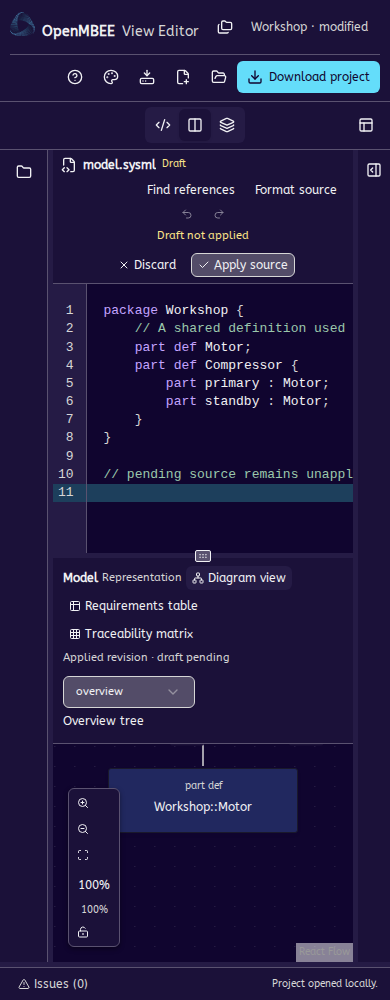 OpenMBEE View Editor Workshop · modified
Download project
model.sysml Draft
Find references Format source
Draft not applied
Discard Apply source
1 package Workshop {
2 // A shared definition used
3 part def Motor;
4 part def Compressor {
5 part primary : Motor;
6 part standby : Motor;
7 }
8 }
9
10 // pending source remains unappl
11
Model Representation Diagram view
Requirements table
Traceability matrix
Applied revision · draft pending
overview
Overview tree
part def
Workshop::Motor
100%
100%
React Flow
Issues (0) Project opened locally.